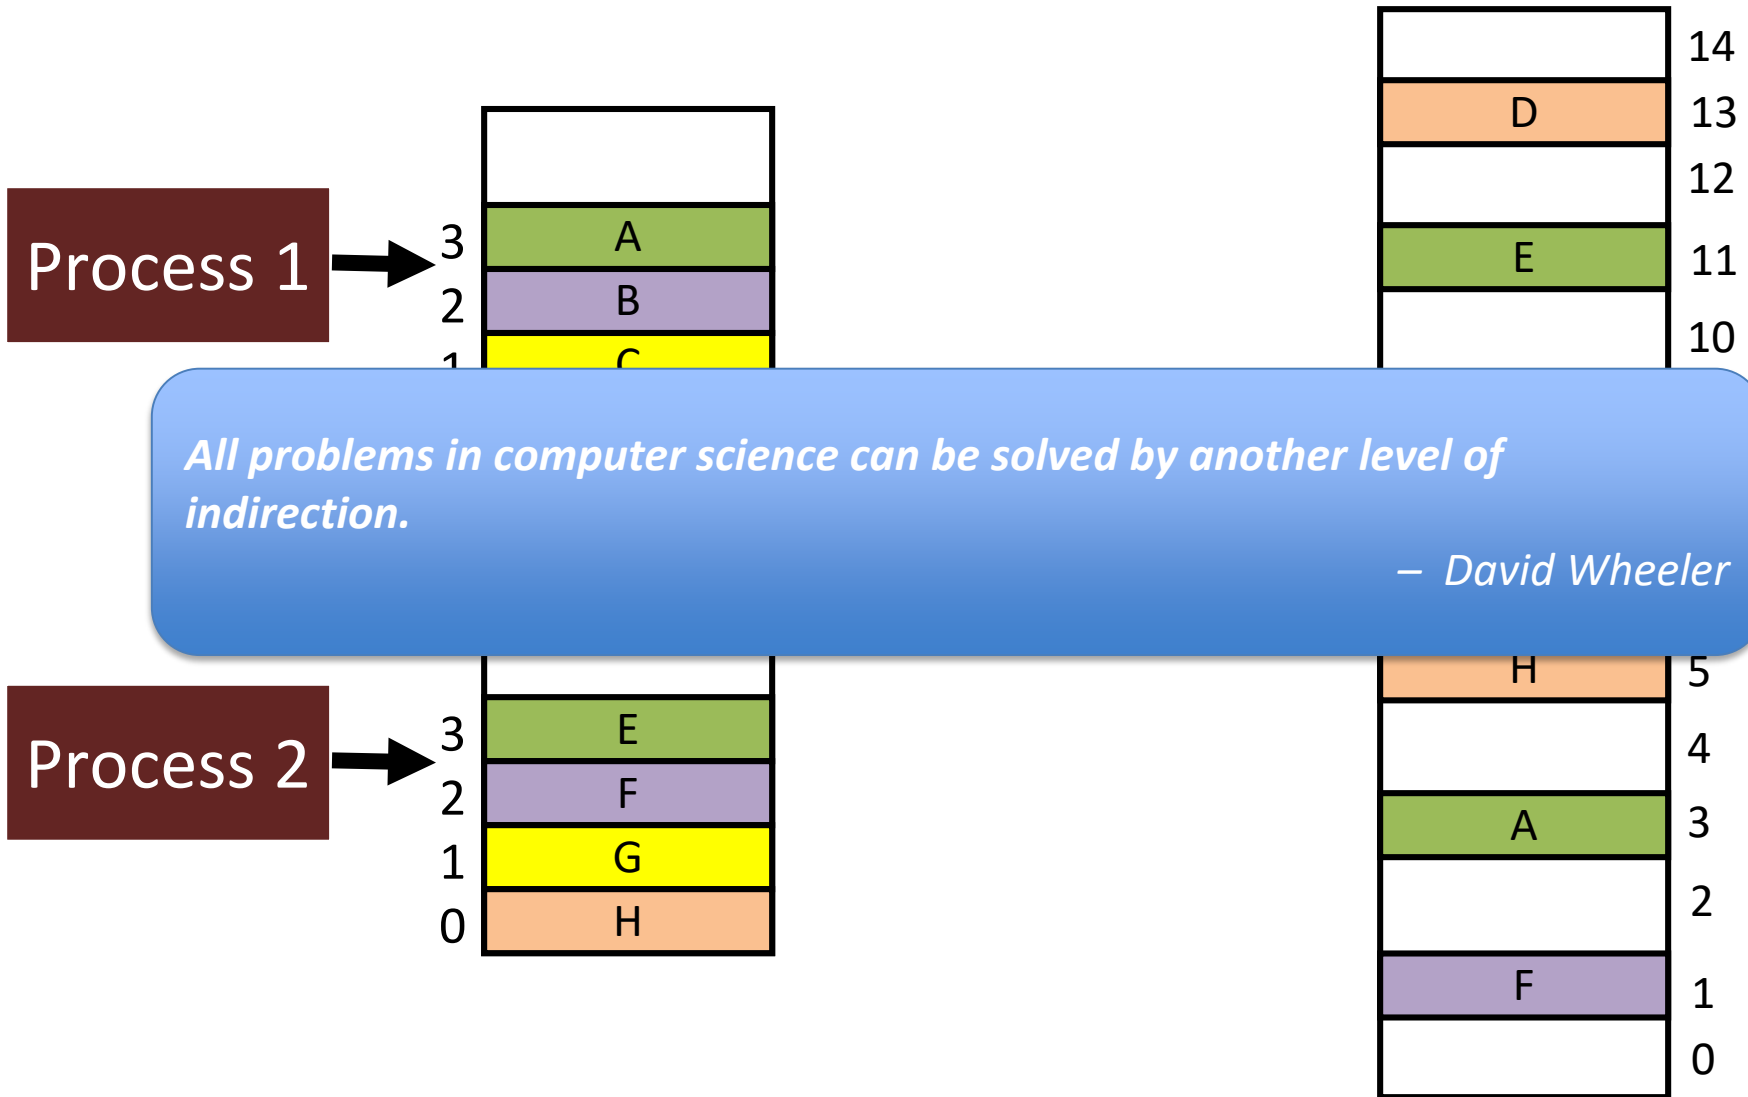 14
D 13
12
Process 1
3 A
2 B
1 C
E 11
10
All problems in computer science can be solved by another level of
indirection.
– David Wheeler
H 5
Process 2
3 E
2 F
1 G
0 H
4
A 3
2
F 1
0